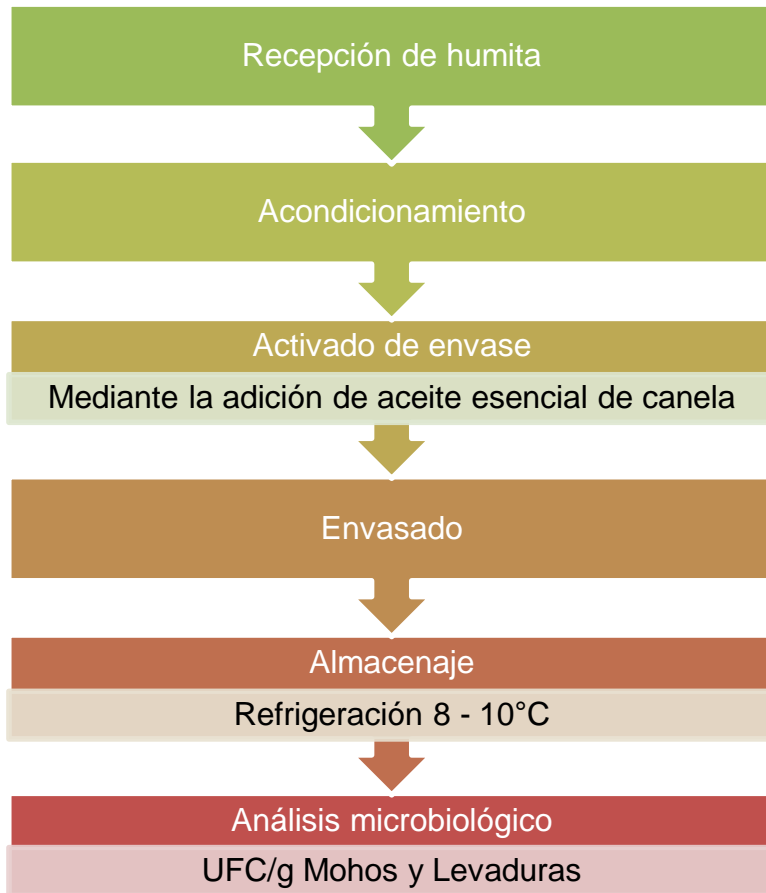 Recepción de humita
Acondicionamiento
Activado de envase
Mediante la adición de aceite esencial de canela
Envasado
Almacenaje
Refrigeración 8 - 10°C
Análisis microbiológico
UFC/g Mohos y Levaduras